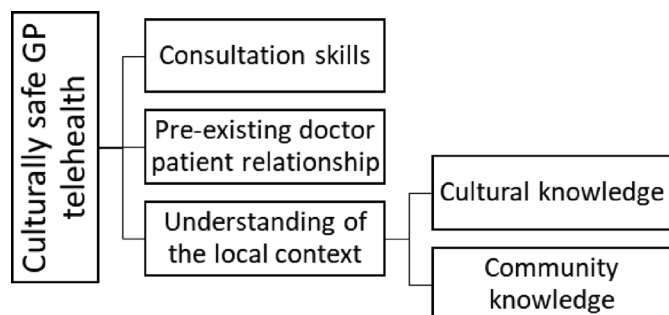 Culturally safe GP
telehealth
Consultation skills
Pre-existing doctor
patient relationship
Understanding of
the local context
Cultural knowledge
Community
knowledge